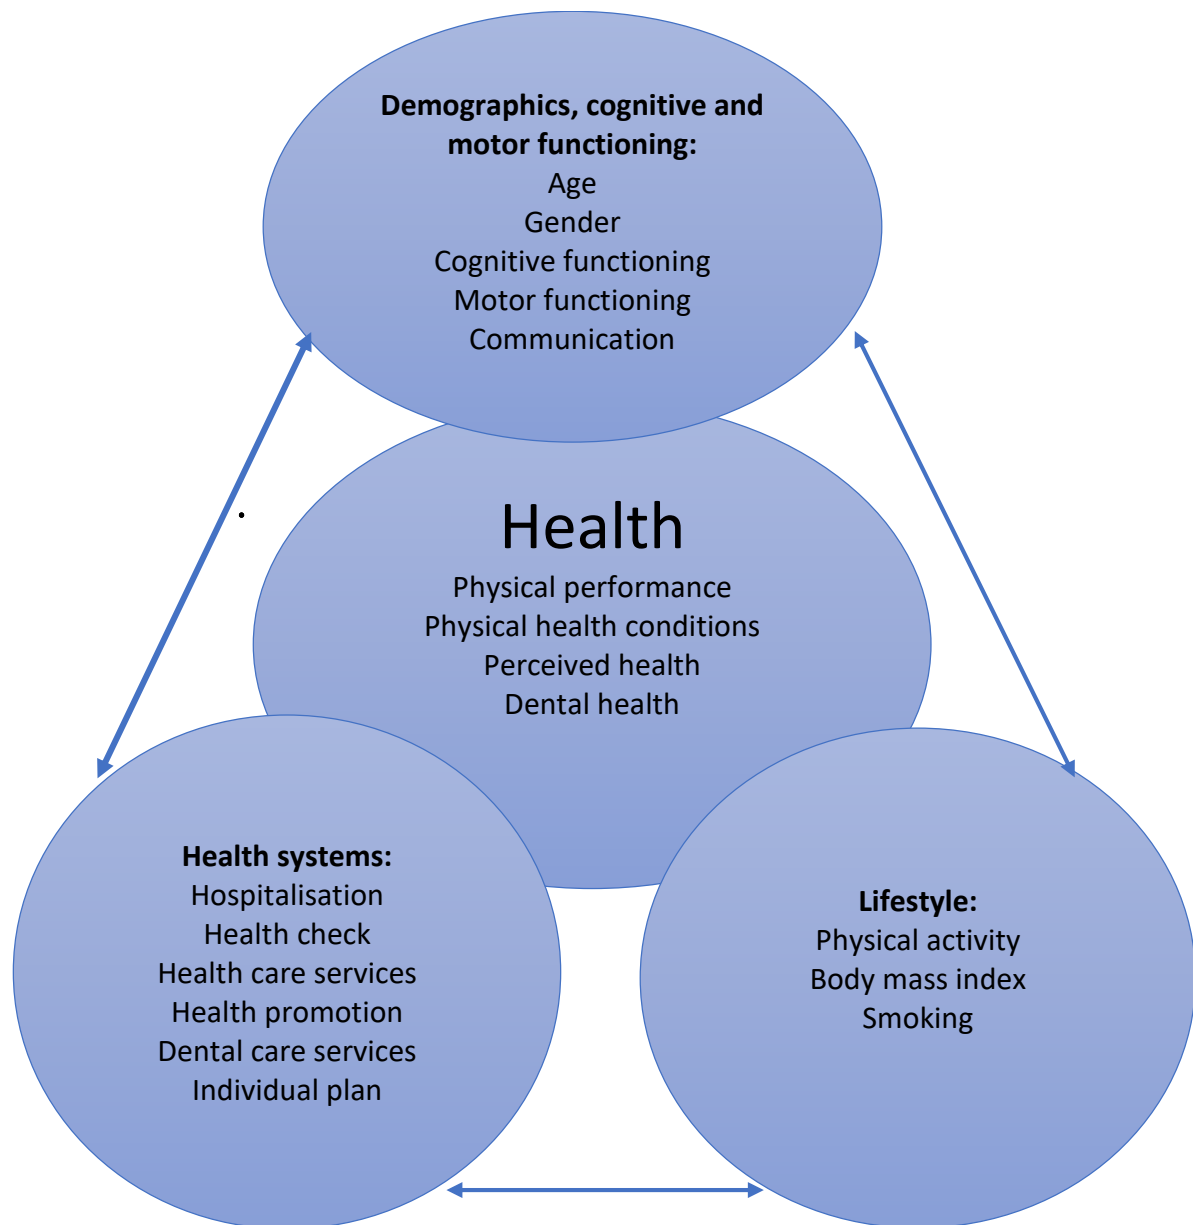 Demographics, cognitive and
motor functioning:
Age
Gender
Cognitive functioning
Motor functioning
Communication
Health
Physical performance
Physical health conditions
Perceived health
Dental health
Health systems:
Hospitalisation
Health check
Health care services
Health promotion
Dental care services
Individual plan
Lifestyle:
Physical activity
Body mass index
Smoking